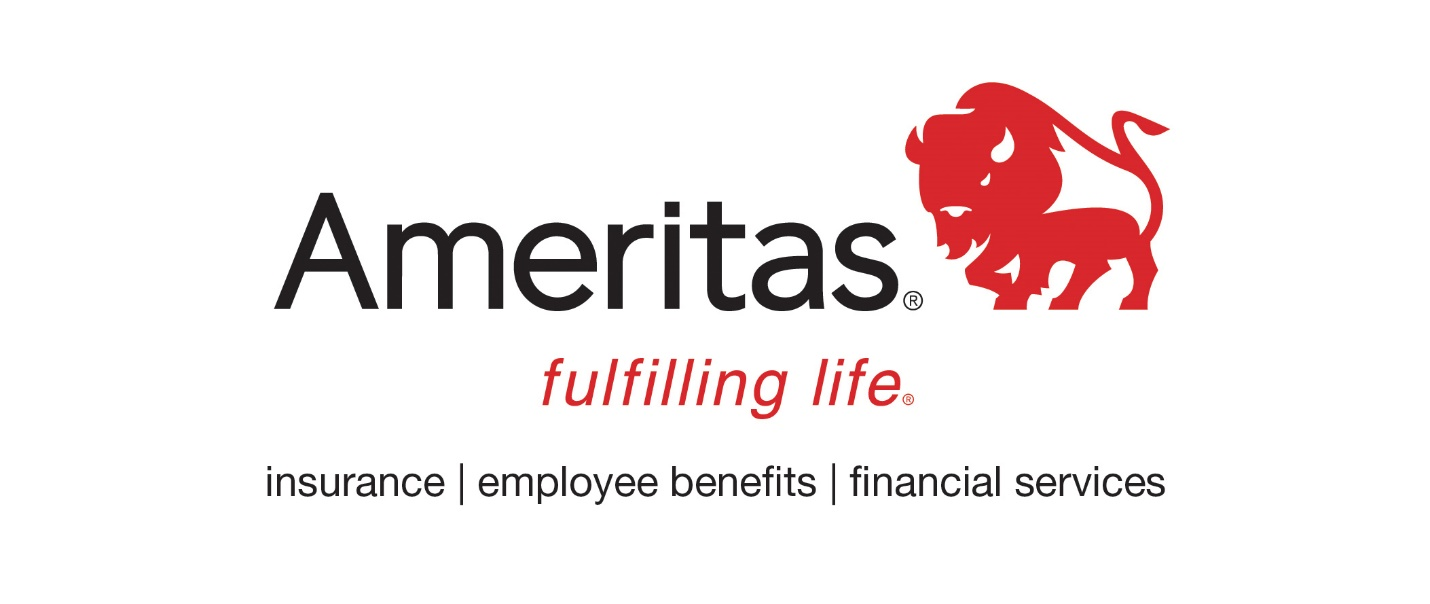 Ameritas®
fulfilling life®
insurance | employee benefits | financial services